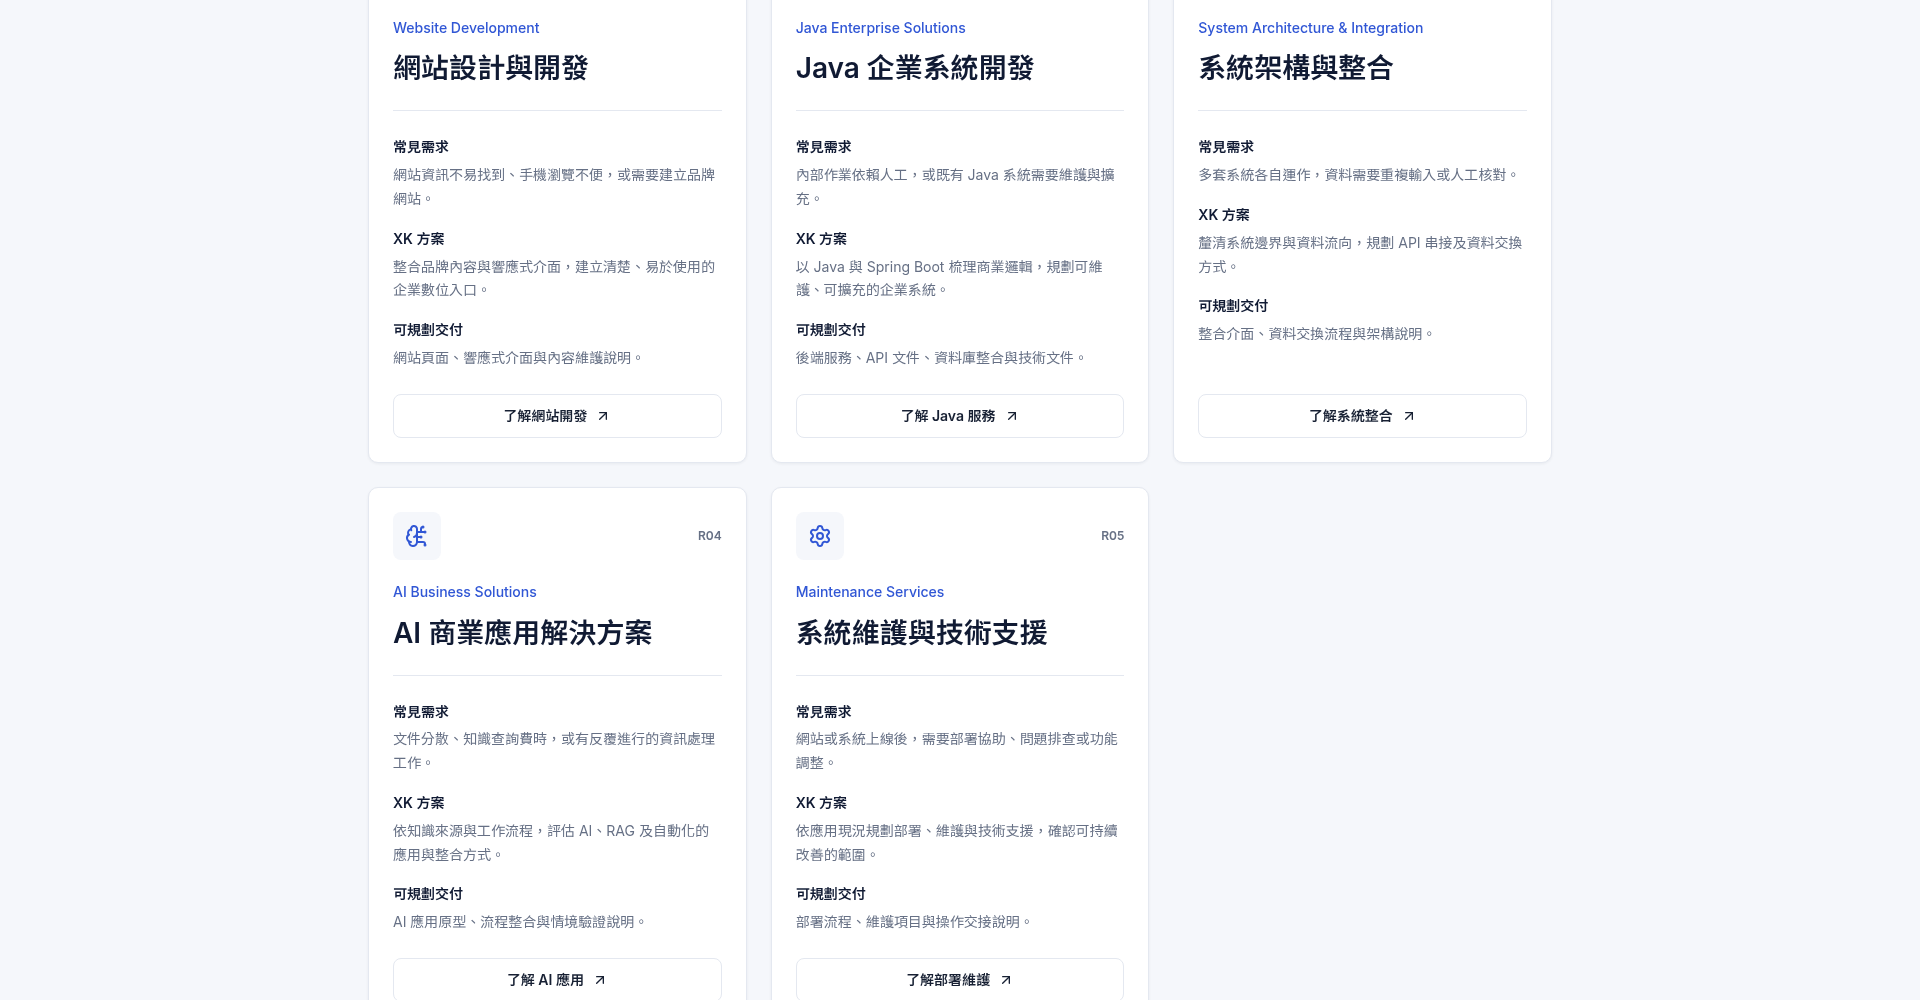 Website Development
網站設計與開發
常見需求
網站資訊不易找到、手機瀏覽不便，或需要建立品牌
網站。
XK 方案
整合品牌內容與響應式介面，建立清楚、易於使用的
企業數位入口。
可規劃交付
網站頁面、響應式介面與內容維護說明。
了解網站開發
Java Enterprise Solutions
Java 企業系統開發
常見需求
內部作業依賴人工，或既有 Java 系統需要維護與擴
充。
XK 方案
以 Java 與 Spring Boot 梳理商業邏輯，規劃可維
護、可擴充的企業系統。
可規劃交付
後端服務、API 文件、資料庫整合與技術文件。
了解 Java 服務
System Architecture & Integration
系統架構與整合
常見需求
多套系統各自運作，資料需要重複輸入或人工核對。
XK 方案
釐清系統邊界與資料流向，規劃 API 串接及資料交換
方式。
可規劃交付
整合介面、資料交換流程與架構說明。
了解系統整合
R04
AI Business Solutions
AI 商業應用解決方案
常見需求
文件分散、知識查詢費時，或有反覆進行的資訊處理
工作。
XK 方案
依知識來源與工作流程，評估 AI、RAG 及自動化的
應用與整合方式。
可規劃交付
AI 應用原型、流程整合與情境驗證說明。
了解 AI 應用
R05
Maintenance Services
系統維護與技術支援
常見需求
網站或系統上線後，需要部署協助、問題排查或功能
調整。
XK 方案
依應用現況規劃部署、維護與技術支援，確認可持續
改善的範圍。
可規劃交付
部署流程、維護項目與操作交接說明。
了解部署維護